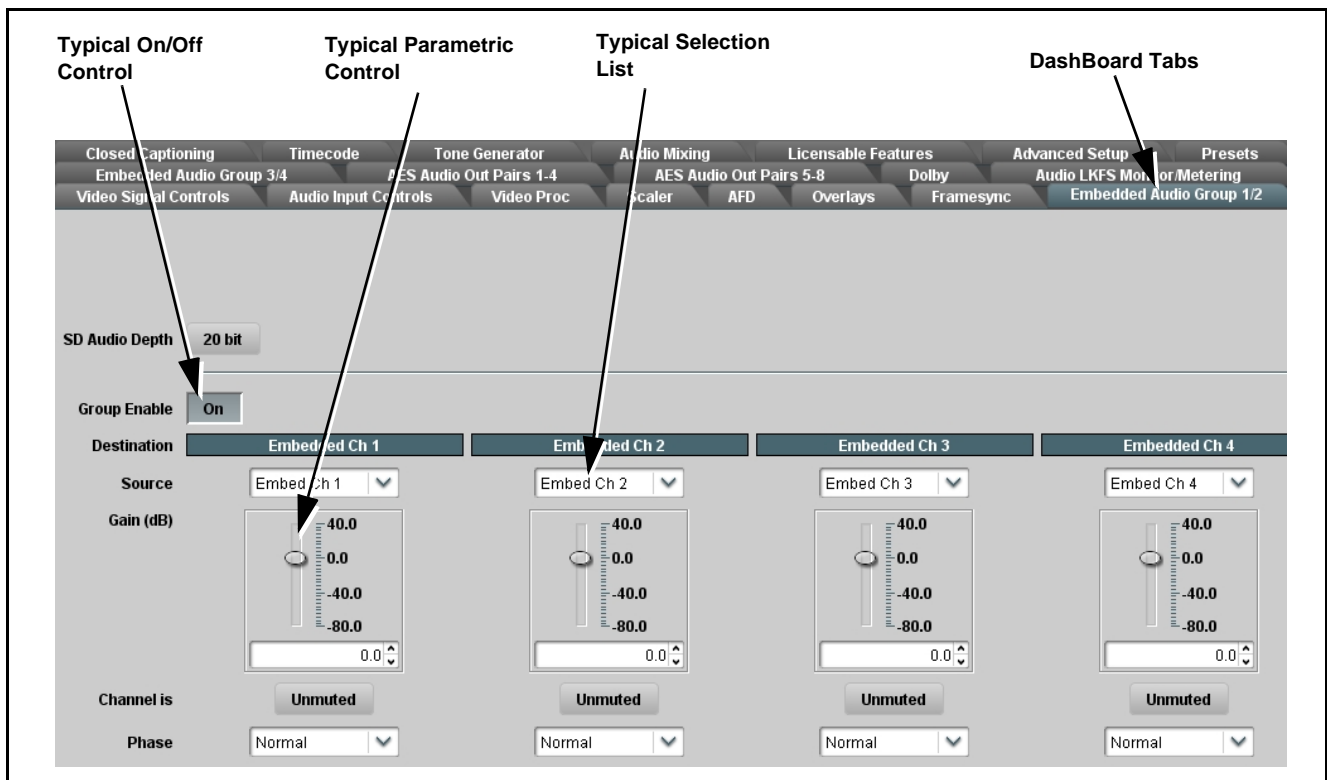 Typical On/Off
Control
Typical Parametric
Control
Typical Selection
List
DashBoard Tabs
Closed Captioning Timecode Tone Generator Audio Mixing Licensable Features Advanced Setup Presets
Embedded Audio Group 3/4 AES Audio Out Pairs 1-4 AES Audio Out Pairs 5-8 Dolby Audio LKFS Monitor/Metering
Video Signal Controls Audio Input Controls Video Proc Scaler AFD Overlays Framesync Embedded Audio Group 1/2
SD Audio Depth 20 bit
Group Enable On
Destination Embedded Ch 1 Embedded Ch 2 Embedded Ch 3 Embedded Ch 4
Source Embed Ch 1 Embed Ch 2 Embed Ch 3 Embed Ch 4
Gain (dB) 40.0 40.0 40.0 40.0
0.0 0.0 0.0 0.0
-40.0 -40.0 -40.0 -40.0
-80.0 -80.0 -80.0 -80.0
0.0 0.0 0.0 0.0
Channel is Unmuted Unmuted Unmuted Unmuted
Phase Normal Normal Normal Normal